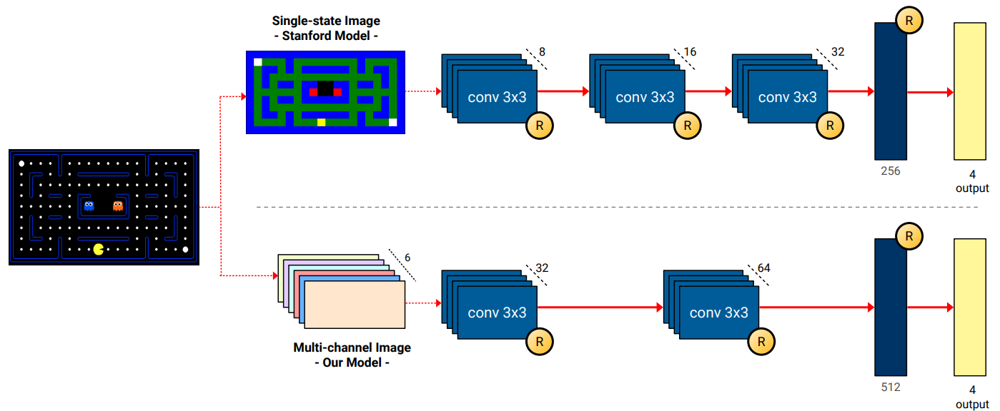 Single-state Image
- Stanford Model -
8
16
32
conv 3x3
conv 3x3
conv 3x3
R
R
R
R
256
4
output
6
Multi-channel Image
- Our Model -
32
64
conv 3x3
conv 3x3
R
R
R
512
4
output